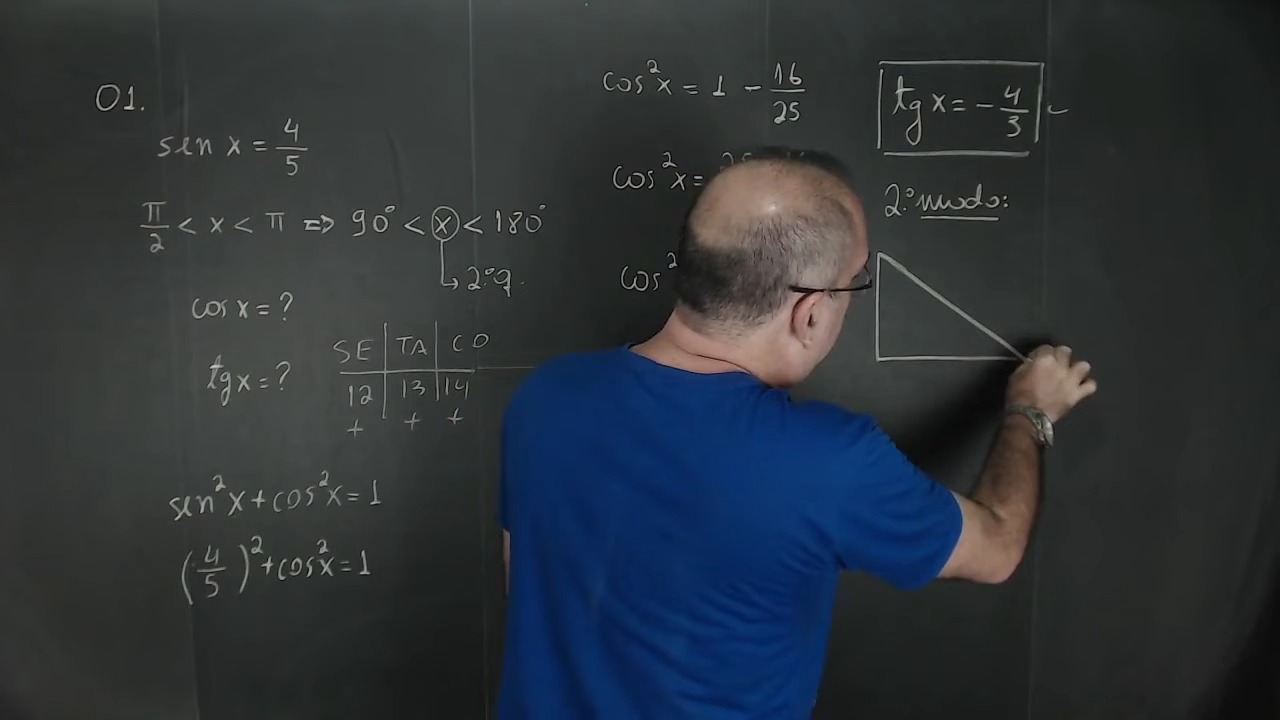 01.
sen x = 4/5
π/2 < x < π ⇒ 90° < x < 180°
↳ 2.°q.
cos x = ?
tg x = ?
SE | TA | CO
12 | 13 | 14
+ + +
sen²x + cos²x = 1
(4/5)² + cos²x = 1
cos²x = 1 - 16/25
cos²x =
cos²
tg x = - 4/3
2.° modo: